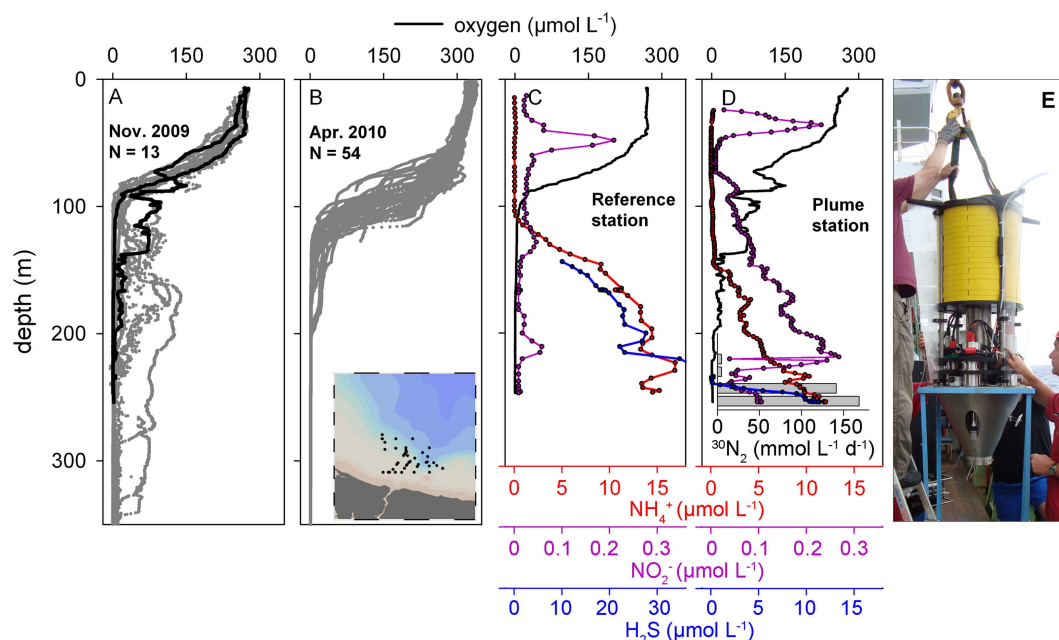 oxygen (µmol L⁻¹)
0 150 300
0 150 300
0 150 300
0 150 300
A
B
C
D
E
Nov. 2009
N = 13
Apr. 2010
N = 54
Reference
station
Plume
station
depth (m)
0
100
200
300
0 50 100 150
³⁰N₂ (mmol L⁻¹ d⁻¹)
0 5 10 15
0 5 10 15
NH₄⁺ (µmol L⁻¹)
0 0.1 0.2 0.3
0 0.1 0.2 0.3
NO₂⁻ (µmol L⁻¹)
0 10 20 30
0 5 10 15
H₂S (µmol L⁻¹)